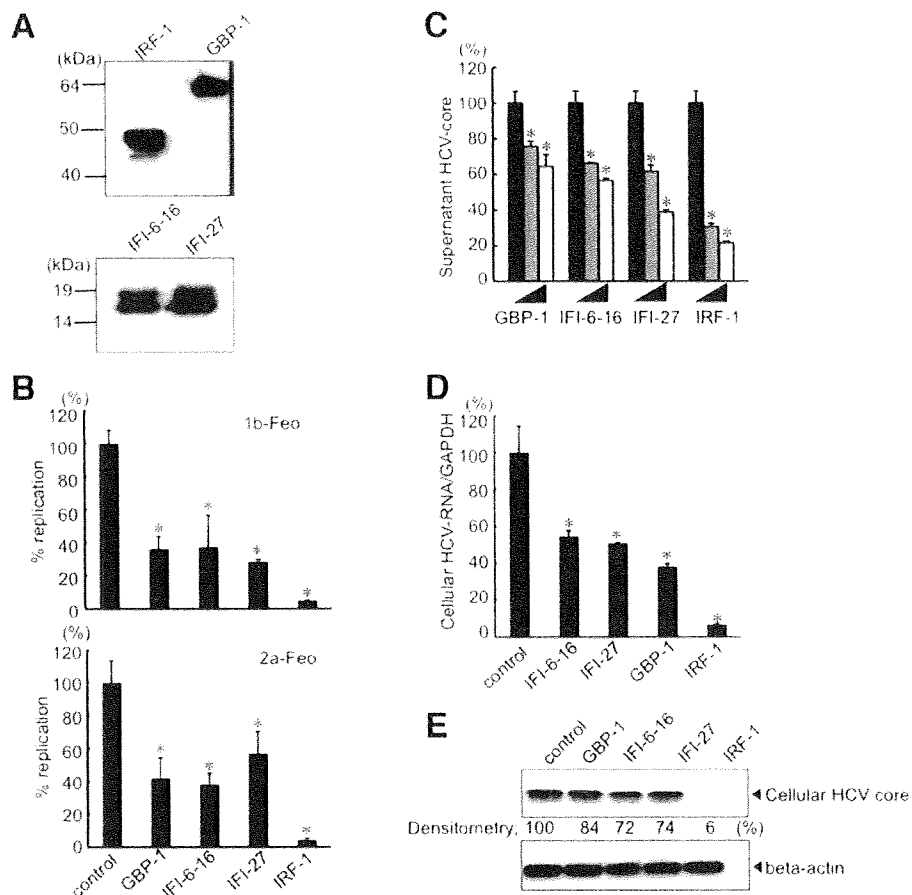 A
(kDa)
IRF-1
GBP-1
64
50
40
IFI-6-16
IFI-27
(kDa)
19
14
B
(%)
120
100
80
60
40
20
0
% replication
1b-Feo
*
*
*
*
(%)
120
100
80
60
40
20
0
% replication
2a-Feo
*
*
*
*
control
GBP-1
IFI-6-16
IFI-27
IRF-1
C
(%)
120
100
80
60
40
20
0
Supernatant HCV-core
* * * * * * * *
GBP-1 IFI-6-16 IFI-27 IRF-1
D
(%)
120
100
80
60
40
20
0
Cellular HCV-RNA/GAPDH
*
*
*
*
control
IFI-6-16
IFI-27
GBP-1
IRF-1
E
control
GBP-1
IFI-6-16
IFI-27
IRF-1
Cellular HCV core
Densitometry; 100 84 72 74 6 (%)
beta-actin